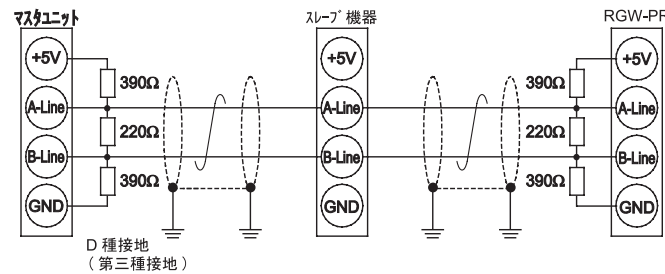 マスタユニット
スレーブ機器
RGW-PR
+5V
A-Line
B-Line
GND
390Ω
220Ω
390Ω
+5V
A-Line
B-Line
GND
390Ω
220Ω
390Ω
+5V
A-Line
B-Line
GND
D種接地
(第三種接地)